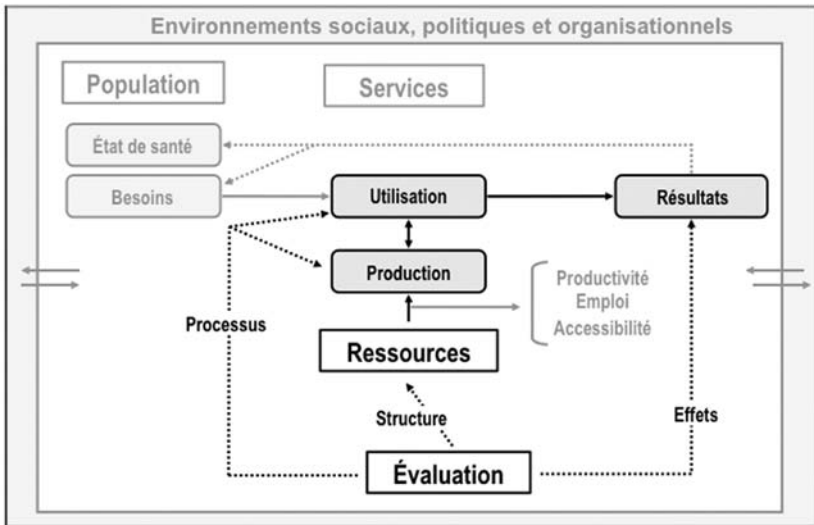 Environnements sociaux, politiques et organisationnels
Population
Services
État de santé
Besoins
Utilisation
Résultats
Production
Productivité
Emploi
Accessibilité
Processus
Ressources
Structure
Effets
Évaluation